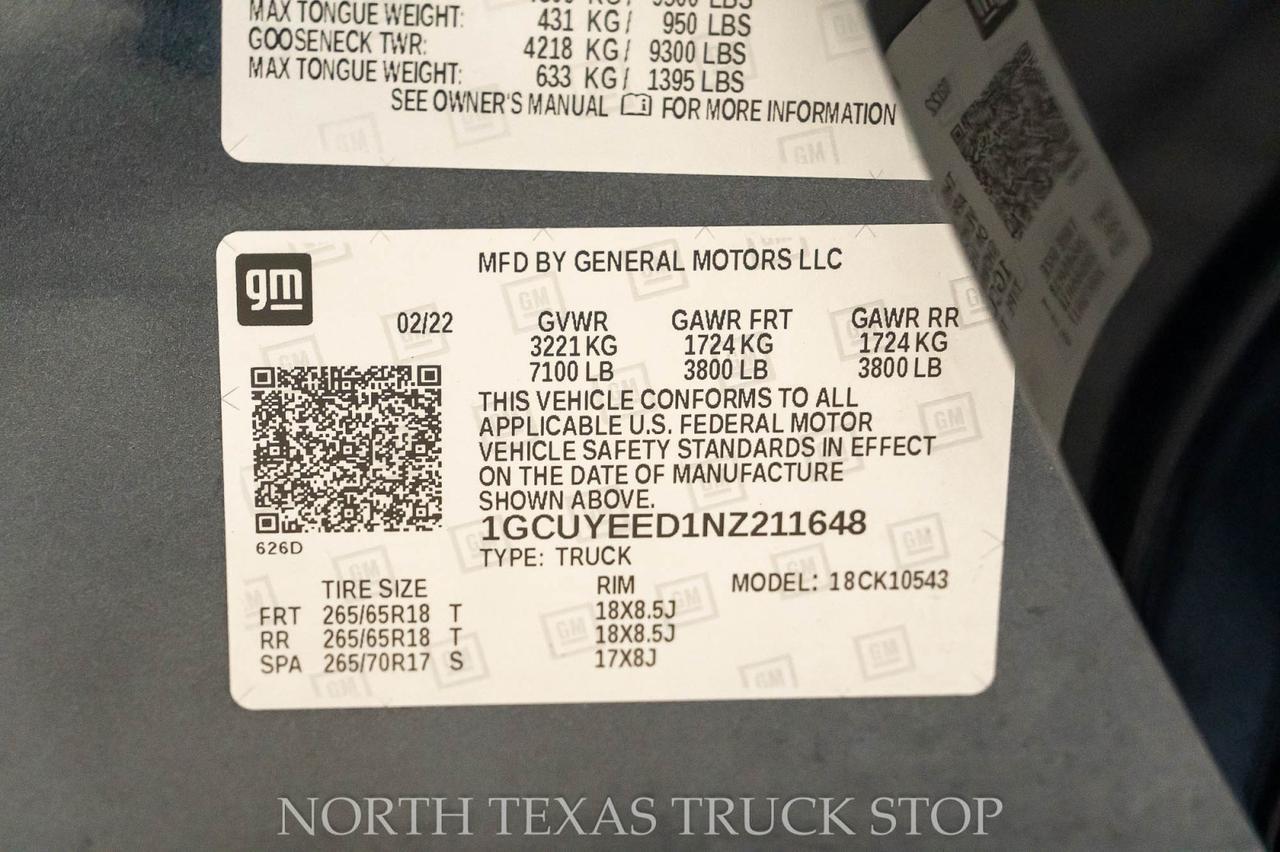 MAX TONGUE WEIGHT: 431 KG/ 950 LBS
GOOSENECK TWR: 4218 KG/ 9300 LBS
MAX TONGUE WEIGHT: 633 KG/ 1395 LBS
SEE OWNER'S MANUAL FOR MORE INFORMATION
gm
MFD BY GENERAL MOTORS LLC
02/22 GVWR GAWR FRT GAWR RR
3221 KG 1724 KG 1724 KG
7100 LB 3800 LB 3800 LB
THIS VEHICLE CONFORMS TO ALL
APPLICABLE U.S. FEDERAL MOTOR
VEHICLE SAFETY STANDARDS IN EFFECT
ON THE DATE OF MANUFACTURE
SHOWN ABOVE.
1GCUYEED1NZ211648
626D
TYPE: TRUCK
TIRE SIZE RIM MODEL: 18CK10543
FRT 265/65R18 T 18X8.5J
RR 265/65R18 T 18X8.5J
SPA 265/70R17 S 17X8J
NORTH TEXAS TRUCK STOP